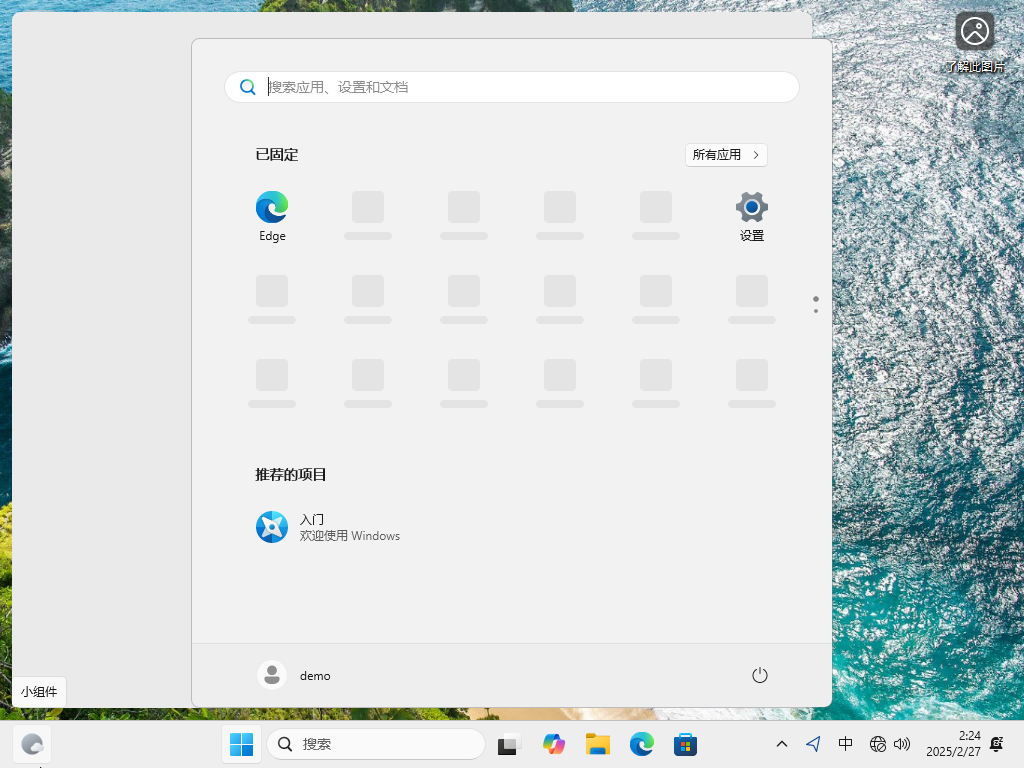 了解此图片
搜索应用、设置和文档
已固定
所有应用
Edge
设置
推荐的项目
入门
欢迎使用 Windows
demo
小组件
搜索
中
2:24
2025/2/27